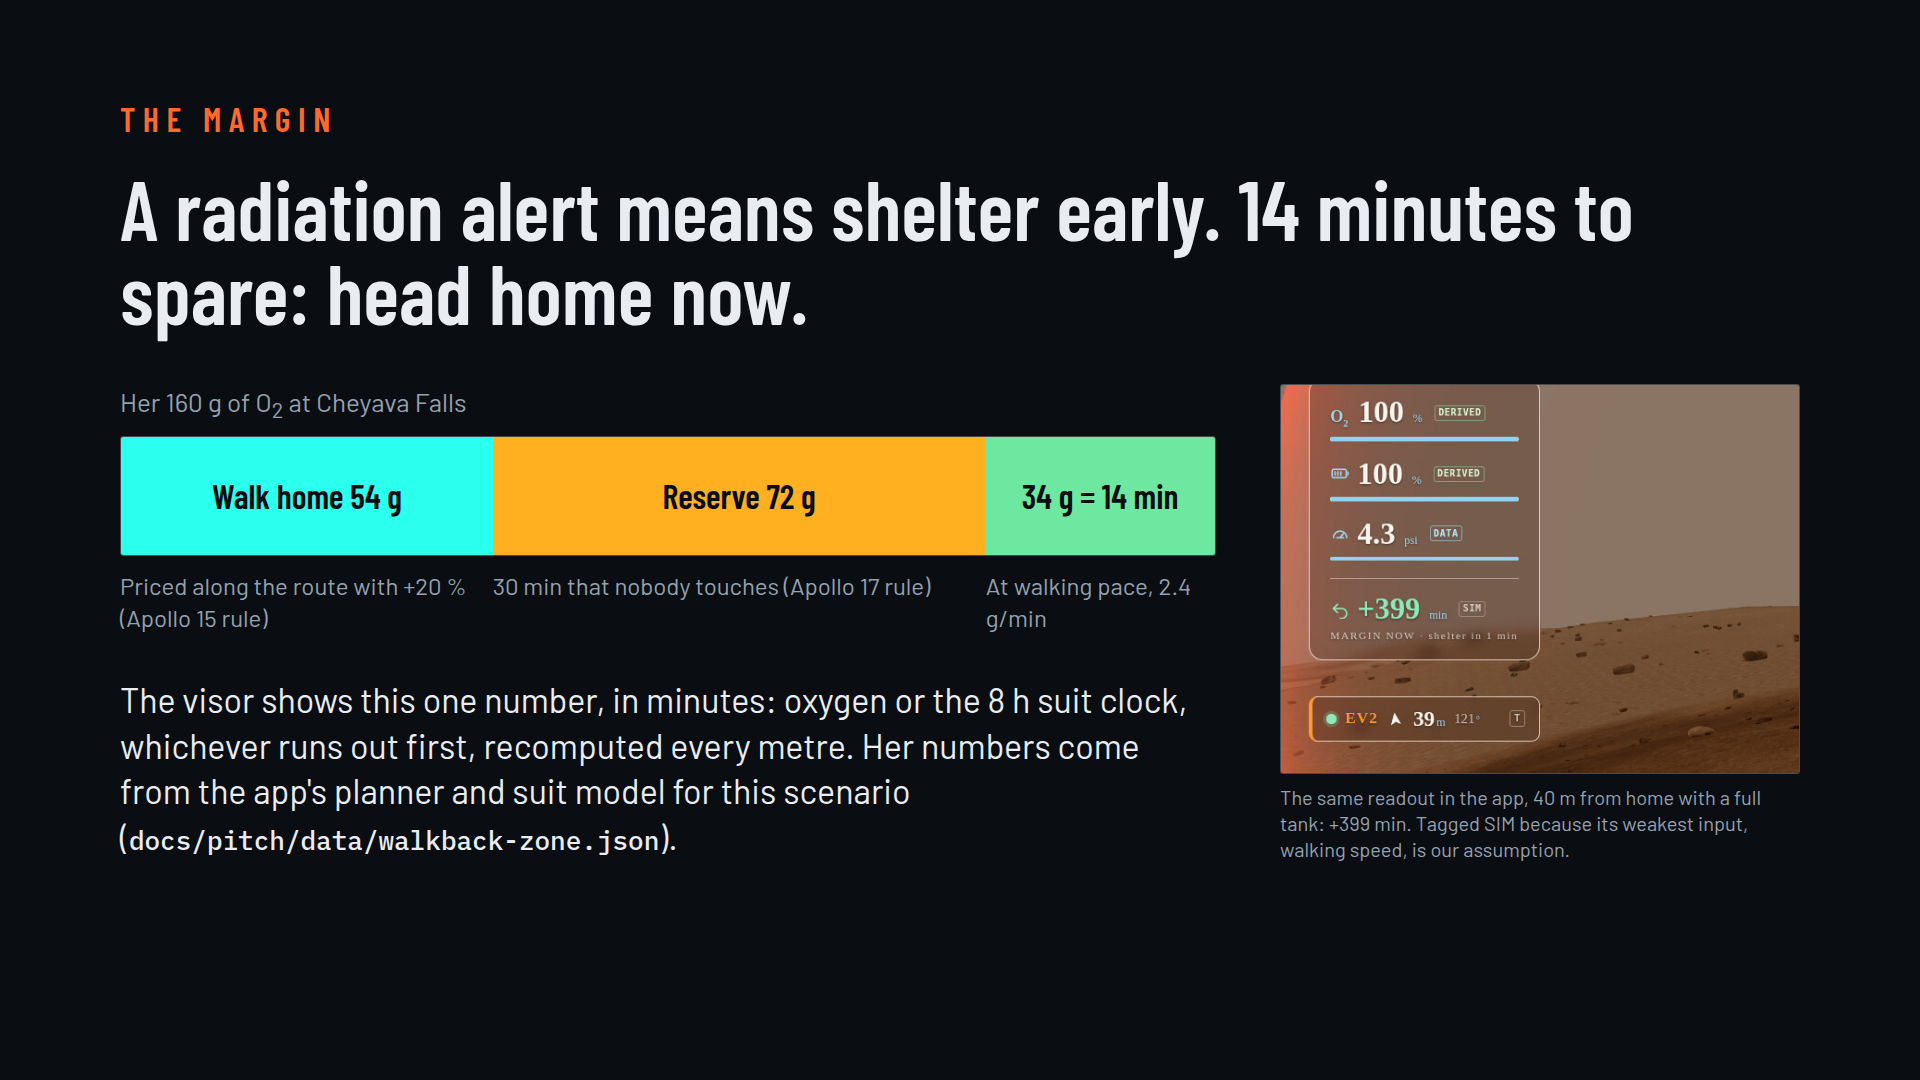 THE MARGIN
A radiation alert means shelter early. 14 minutes to
spare: head home now.
Her 160 g of O₂ at Cheyava Falls
Walk home 54 g
Reserve 72 g
34 g = 14 min
Priced along the route with +20 %
(Apollo 15 rule)
30 min that nobody touches (Apollo 17 rule)
At walking pace, 2.4
g/min
The visor shows this one number, in minutes: oxygen or the 8 h suit clock,
whichever runs out first, recomputed every metre. Her numbers come
from the app's planner and suit model for this scenario
(docs/pitch/data/walkback-zone.json).
O₂ 100 % DERIVED
100 % DERIVED
4.3 psi DATA
+399 min SIM
MARGIN NOW · shelter in 1 min
EV2 39 m 121° T
The same readout in the app, 40 m from home with a full
tank: +399 min. Tagged SIM because its weakest input,
walking speed, is our assumption.